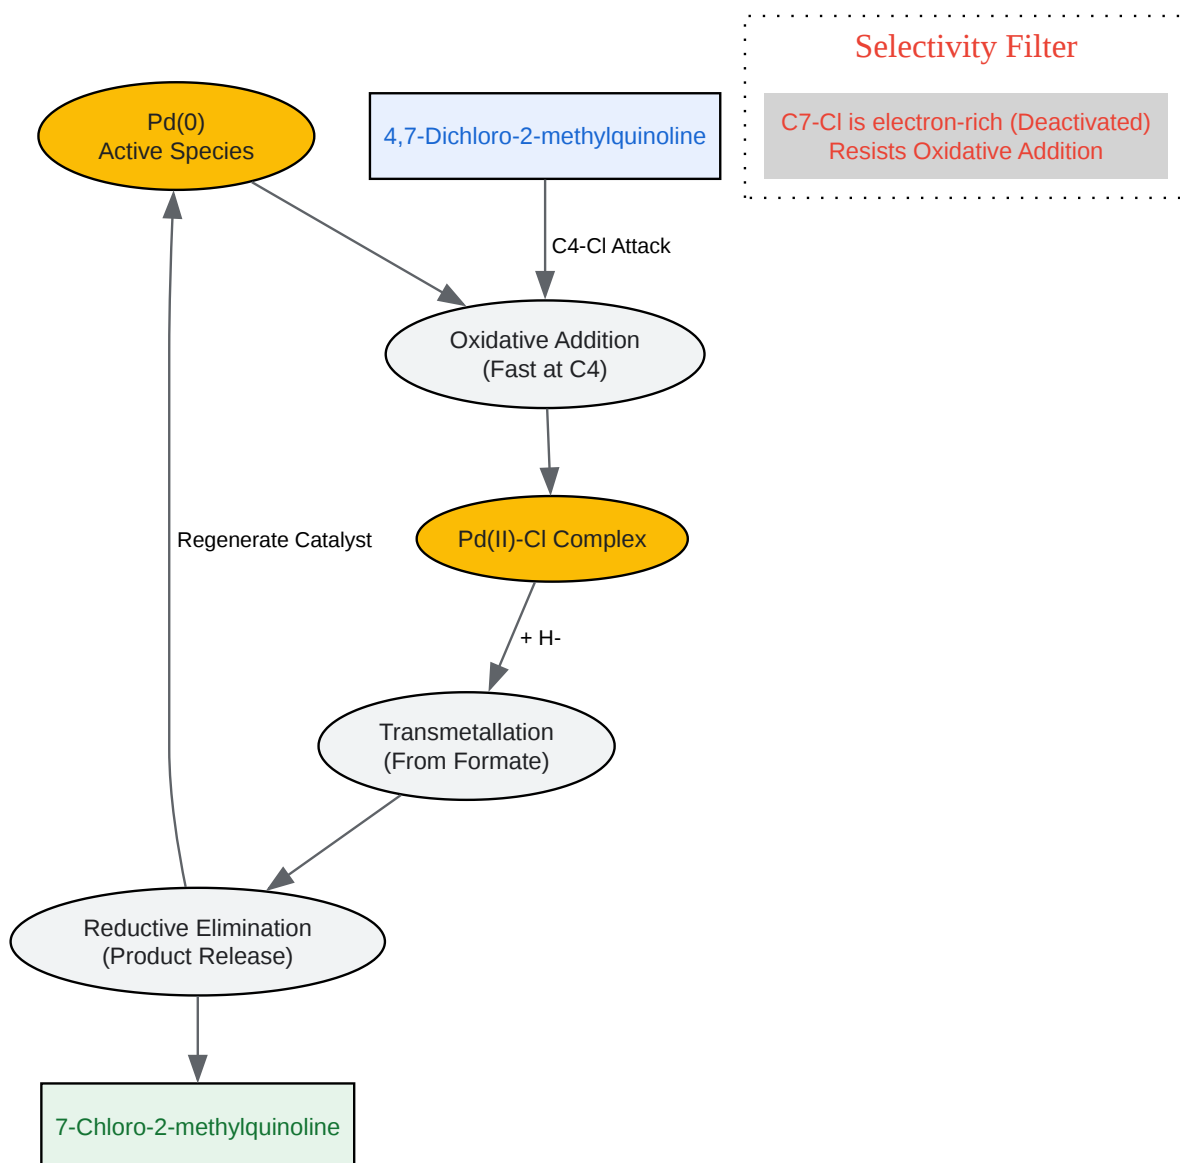 Selectivity Filter
C7-Cl is electron-rich (Deactivated)
Resists Oxidative Addition
Pd(0)
Active Species
4,7-Dichloro-2-methylquinoline
C4-Cl Attack
Oxidative Addition
(Fast at C4)
Pd(II)-Cl Complex
Regenerate Catalyst
+ H-
Transmetallation
(From Formate)
Reductive Elimination
(Product Release)
7-Chloro-2-methylquinoline